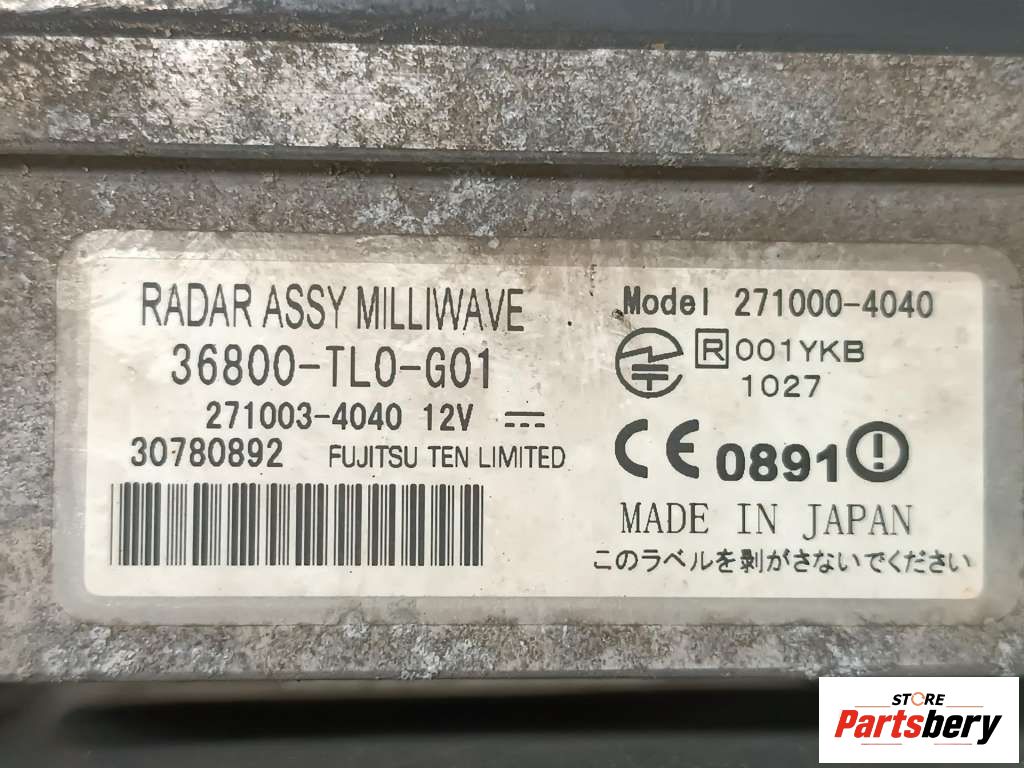 RADAR ASSY MILLIWAVE
36800-TL0-G01
271003-4040 12V
30780892 FUJITSU TEN LIMITED
Model 271000-4040
R 001YKB
1027
CE 0891
MADE IN JAPAN
このラベルを剥がさないでください
STORE
Partsbery